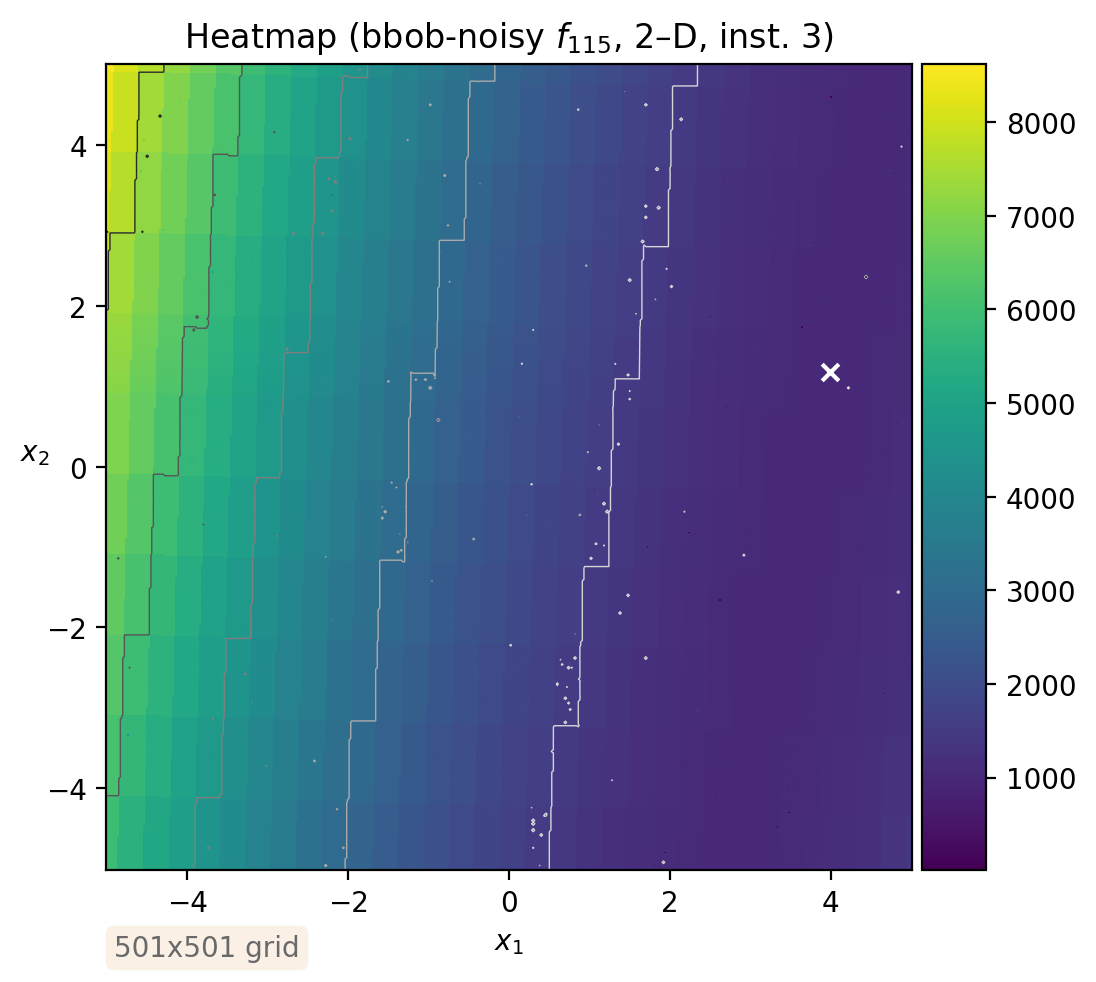 Heatmap (bbob-noisy f₁₁₅, 2–D, inst. 3)
4
2
0
−2
−4
x₂
−4 −2 0 2 4
x₁
8000
7000
6000
5000
4000
3000
2000
1000
501x501 grid